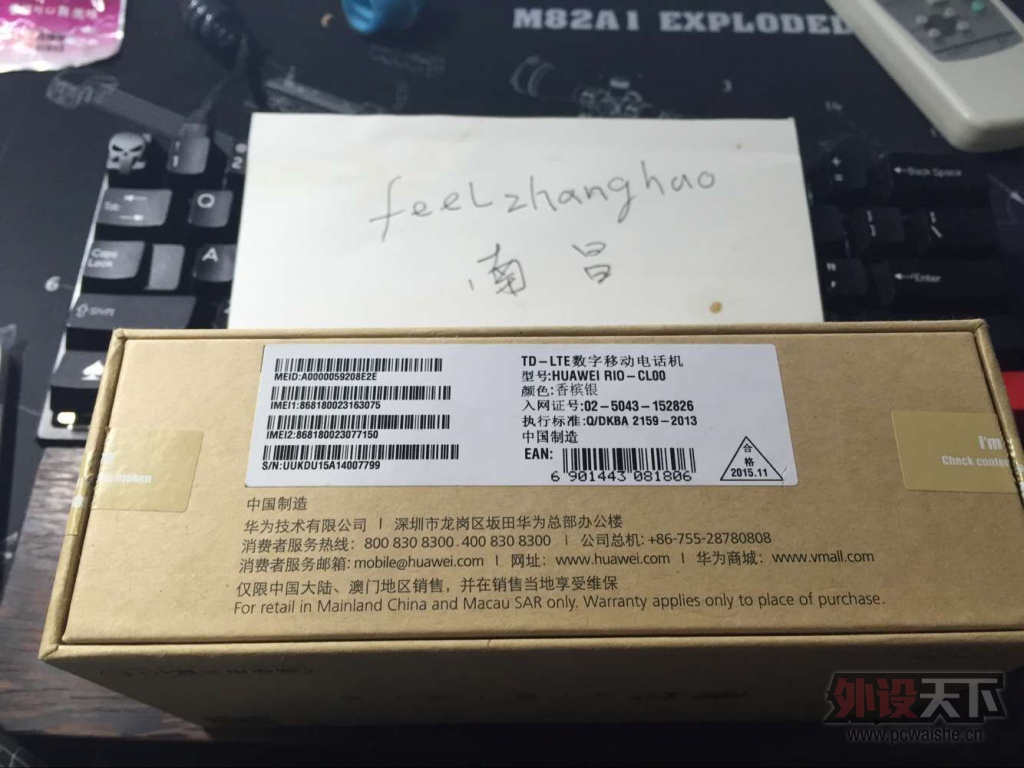 M82A1 EXPLODED
2
3
14
Back Space
Tab
Q
Caps Lock
A
Enter
Shift
6
feelzhanghao
南昌
MEID:A0000059208E2E
IMEI1:868180023163075
IMEI2:868180023077150
S/N:UUKDU15A14007799
TD-LTE数字移动电话机
型号:HUAWEI RIO-CL00
颜色:香槟银
入网证号:02-5043-152826
执行标准:Q/DKBA 2159-2013
中国制造
EAN:
6 901443 081806
合格
2015.11
broken
I'm
Check conten
中国制造
华为技术有限公司 | 深圳市龙岗区坂田华为总部办公楼
消费者服务热线: 800 830 8300.400 830 8300 | 公司总机:+86-755-28780808
消费者服务邮箱:mobile@huawei.com | 网址: www.huawei.com | 华为商城: www.vmall.com
仅限中国大陆、澳门地区销售，并在销售当地享受维保
For retail in Mainland China and Macau SAR only. Warranty applies only to place of purchase.
外设天下
www.pcwaishe.cn